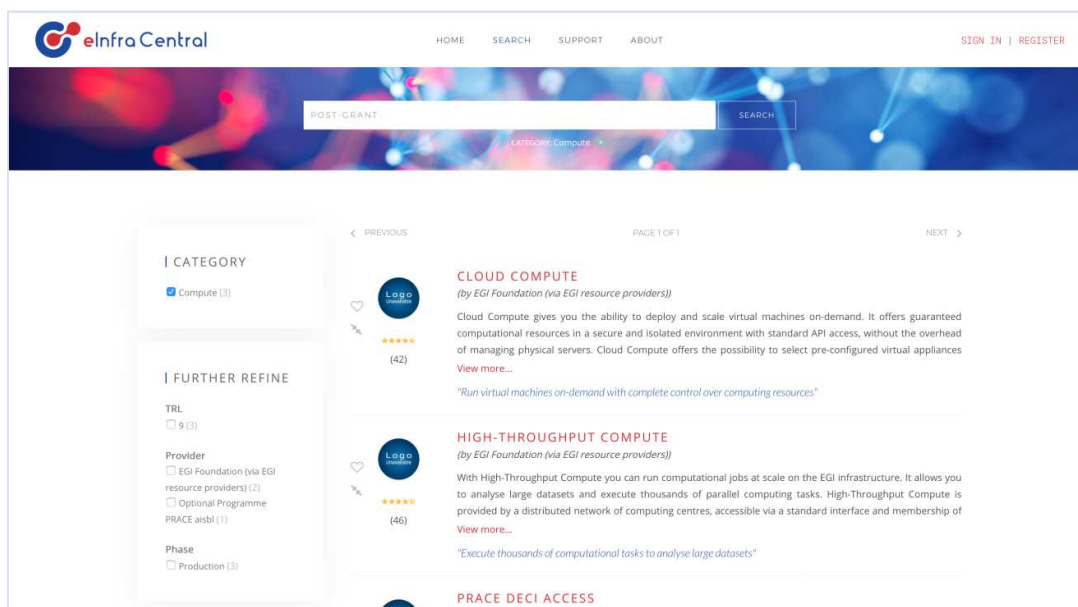 eInfraCentral
HOME SEARCH SUPPORT ABOUT
SIGN IN | REGISTER
POST-GRANT
SEARCH
CATEGORY: Compute ×
PREVIOUS
PAGE 1 OF 1
NEXT
CATEGORY
Compute (3)
FURTHER REFINE
TRL
9 (3)
Provider
EGI Foundation (via EGI
resource providers) (2)
Optional Programme
PRACE aisbl (1)
Phase
Production (3)
Logo
Unavailable
(42)
CLOUD COMPUTE
(by EGI Foundation (via EGI resource providers))
Cloud Compute gives you the ability to deploy and scale virtual machines on-demand. It offers guaranteed
computational resources in a secure and isolated environment with standard API access, without the overhead
of managing physical servers. Cloud Compute offers the possibility to select pre-configured virtual appliances
View more...
"Run virtual machines on-demand with complete control over computing resources"
Logo
Unavailable
(46)
HIGH-THROUGHPUT COMPUTE
(by EGI Foundation (via EGI resource providers))
With High-Throughput Compute you can run computational jobs at scale on the EGI infrastructure. It allows you
to analyse large datasets and execute thousands of parallel computing tasks. High-Throughput Compute is
provided by a distributed network of computing centres, accessible via a standard interface and membership of
View more...
"Execute thousands of computational tasks to analyse large datasets"
PRACE DECI ACCESS